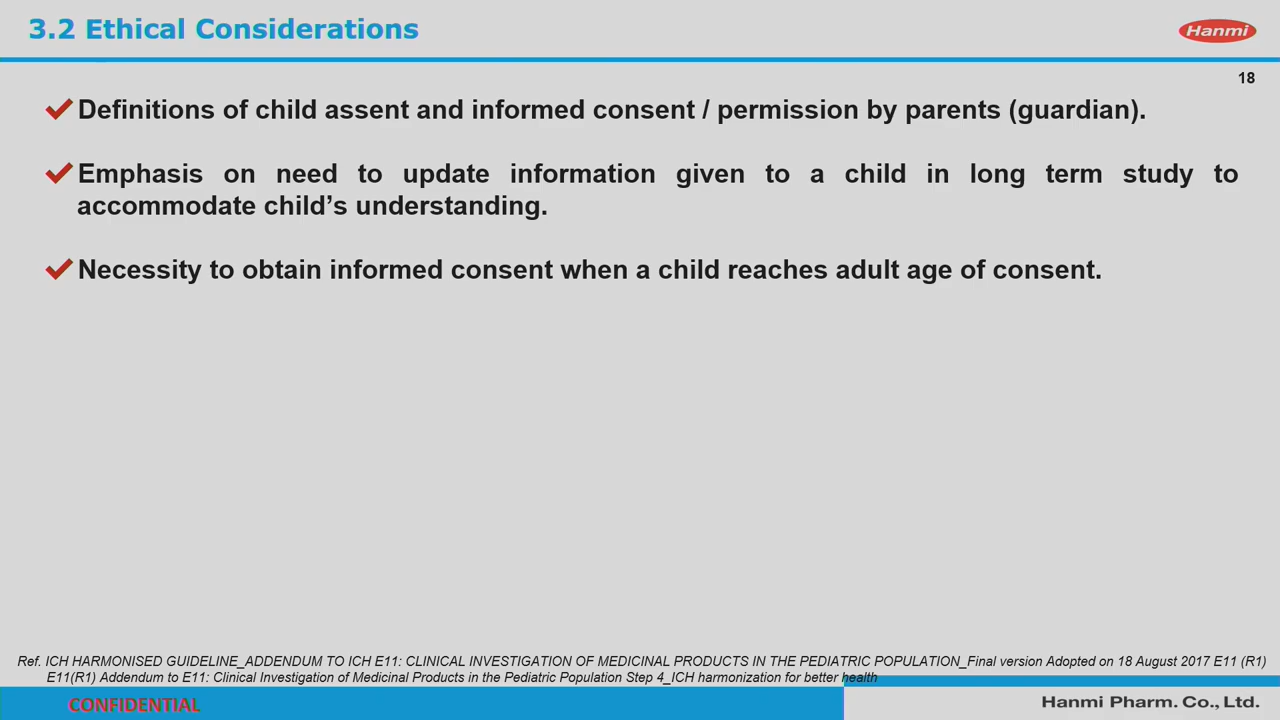 3.2 Ethical Considerations
Hanmi
18
Definitions of child assent and informed consent / permission by parents (guardian).
Emphasis on need to update information given to a child in long term study to
accommodate child’s understanding.
Necessity to obtain informed consent when a child reaches adult age of consent.
Ref. ICH HARMONISED GUIDELINE_ADDENDUM TO ICH E11: CLINICAL INVESTIGATION OF MEDICINAL PRODUCTS IN THE PEDIATRIC POPULATION_Final version Adopted on 18 August 2017 E11 (R1)
E11(R1) Addendum to E11: Clinical Investigation of Medicinal Products in the Pediatric Population Step 4_ICH harmonization for better health
CONFIDENTIAL
Hanmi Pharm. Co., Ltd.